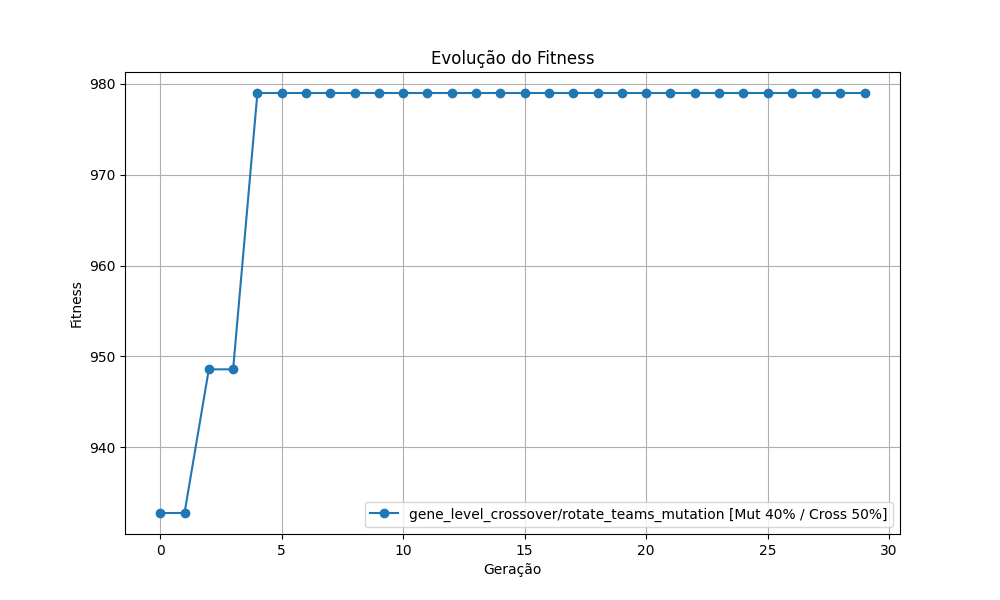 Evolução do Fitness
980
970
960
950
940
Fitness
0 5 10 15 20 25 30
Geração
gene_level_crossover/rotate_teams_mutation [Mut 40% / Cross 50%]